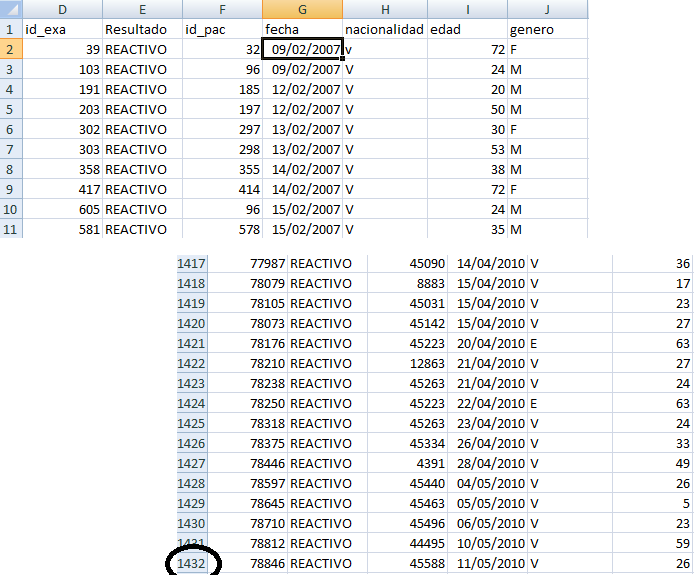 D E F G H I J
1 id_exa Resultado id_pac fecha nacionalidad edad genero
2 39 REACTIVO 32 09/02/2007 v 72 F
3 103 REACTIVO 96 09/02/2007 V 24 M
4 191 REACTIVO 185 12/02/2007 V 20 M
5 203 REACTIVO 197 12/02/2007 V 50 M
6 302 REACTIVO 297 13/02/2007 V 30 F
7 303 REACTIVO 298 13/02/2007 V 53 M
8 358 REACTIVO 355 14/02/2007 V 38 M
9 417 REACTIVO 414 14/02/2007 V 72 F
10 605 REACTIVO 96 15/02/2007 V 24 M
11 581 REACTIVO 578 15/02/2007 V 35 M
1417 77987 REACTIVO 45090 14/04/2010 V 36
1418 78079 REACTIVO 8883 15/04/2010 V 17
1419 78105 REACTIVO 45031 15/04/2010 V 23
1420 78073 REACTIVO 45142 15/04/2010 V 27
1421 78176 REACTIVO 45223 20/04/2010 E 63
1422 78210 REACTIVO 12863 21/04/2010 V 27
1423 78238 REACTIVO 45263 21/04/2010 V 24
1424 78250 REACTIVO 45223 22/04/2010 E 63
1425 78318 REACTIVO 45263 23/04/2010 V 24
1426 78375 REACTIVO 45334 26/04/2010 V 33
1427 78446 REACTIVO 4391 28/04/2010 V 49
1428 78597 REACTIVO 45440 04/05/2010 V 26
1429 78645 REACTIVO 45463 05/05/2010 V 5
1430 78710 REACTIVO 45496 06/05/2010 V 23
1431 78812 REACTIVO 44495 10/05/2010 V 59
1432 78846 REACTIVO 45588 11/05/2010 V 26